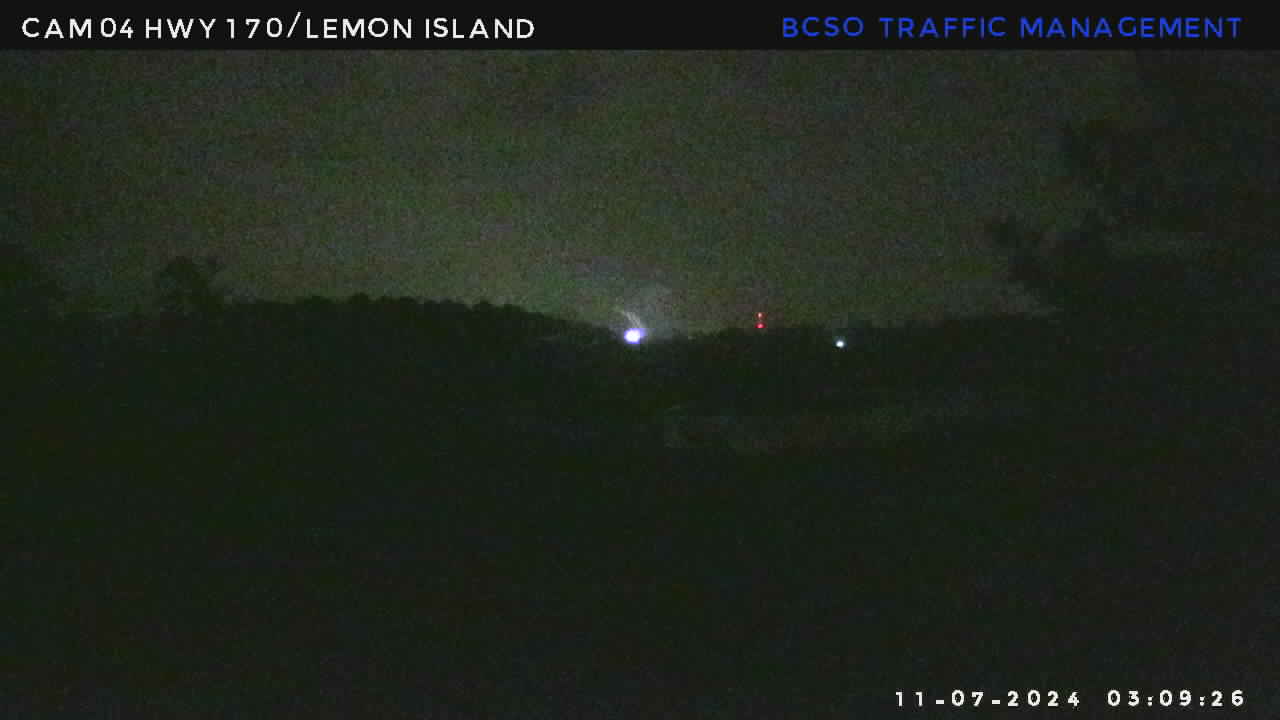 CAM04 HWY 170/LEMON ISLAND
BCSO TRAFFIC MANAGEMENT
11-07-2024 03:09:26